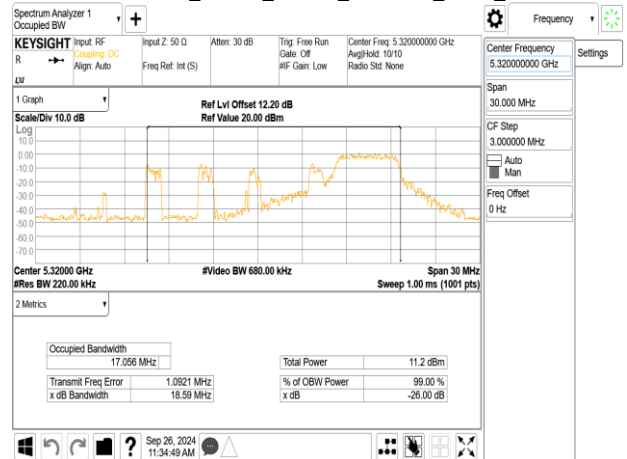 Spectrum Analyzer 1
Occupied BW
Frequency
KEYSIGHT
R
LXI
Input: RF
Coupling: DC
Align: Auto
Input Z: 50 Ω
Freq Ref: Int (S)
Atten: 30 dB
Trig: Free Run
Gate: Off
#IF Gain: Low
Center Freq: 5.320000000 GHz
Avg|Hold: 10/10
Radio Std: None
Center Frequency
5.320000000 GHz
Settings
Span
30.000 MHz
CF Step
3.000000 MHz
Auto
Man
Freq Offset
0 Hz
1 Graph
Scale/Div 10.0 dB
Ref Lvl Offset 12.20 dB
Ref Value 20.00 dBm
Log
10.0
0.00
-10.0
-20.0
-30.0
-40.0
-50.0
-60.0
-70.0
Center 5.32000 GHz
#Video BW 680.00 kHz
Span 30 MHz
#Res BW 220.00 kHz
Sweep 1.00 ms (1001 pts)
2 Metrics
Occupied Bandwidth
17.056 MHz
Total Power 11.2 dBm
Transmit Freq Error 1.0921 MHz
% of OBW Power 99.00 %
x dB Bandwidth 18.59 MHz
x dB -26.00 dB
?
Sep 26, 2024
11:34:49 AM